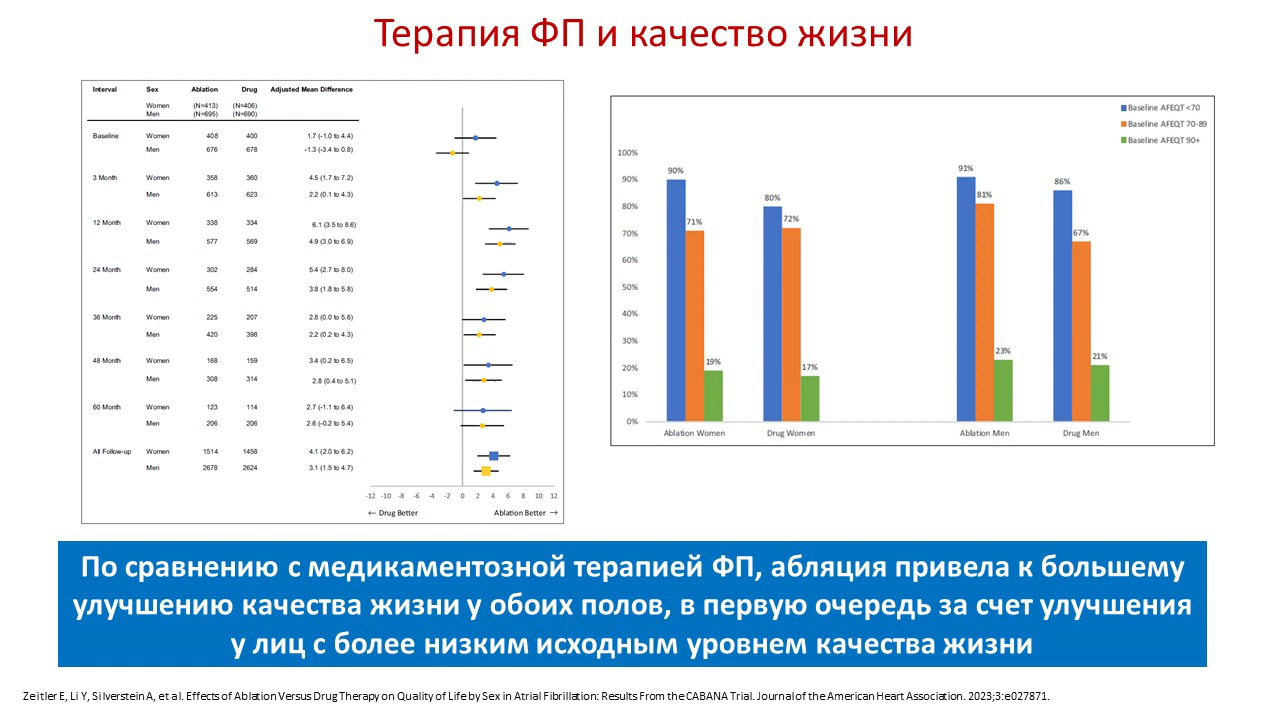 Терапия ФП и качество жизни
Interval Sex Ablation Drug Adjusted Mean Difference
Women (N=413) (N=406)
Men (N=695) (N=690)
Baseline Women 408 400 1.7 (-1.0 to 4.4)
Men 676 678 -1.3 (-3.4 to 0.8)
3 Month Women 358 360 4.5 (1.7 to 7.2)
Men 613 623 2.2 (0.1 to 4.3)
12 Month Women 338 334 6.1 (3.5 to 8.6)
Men 577 569 4.9 (3.0 to 6.9)
24 Month Women 302 284 5.4 (2.7 to 8.0)
Men 554 514 3.8 (1.8 to 5.8)
36 Month Women 225 207 2.8 (0.0 to 5.6)
Men 420 398 2.2 (0.2 to 4.3)
48 Month Women 168 159 3.4 (0.2 to 6.5)
Men 308 314 2.8 (0.4 to 5.1)
60 Month Women 123 114 2.7 (-1.1 to 6.4)
Men 206 206 2.6 (-0.2 to 5.4)
All Follow-up Women 1514 1458 4.1 (2.0 to 6.2)
Men 2678 2624 3.1 (1.5 to 4.7)
-12 -10 -8 -6 -4 -2 0 2 4 6 8 10 12
← Drug Better Ablation Better →
Baseline AFEQT <70
Baseline AFEQT 70-89
Baseline AFEQT 90+
100%
90%
80%
70%
60%
50%
40%
30%
20%
10%
0%
90% 71% 19%
80% 72% 17%
91% 81% 23%
86% 67% 21%
Ablation Women Drug Women Ablation Men Drug Men
По сравнению с медикаментозной терапией ФП, абляция привела к большему
улучшению качества жизни у обоих полов, в первую очередь за счет улучшения
у лиц с более низким исходным уровнем качества жизни
Zeitler E, Li Y, Silverstein A, et al. Effects of Ablation Versus Drug Therapy on Quality of Life by Sex in Atrial Fibrillation: Results From the CABANA Trial. Journal of the American Heart Association. 2023;3:e027871.